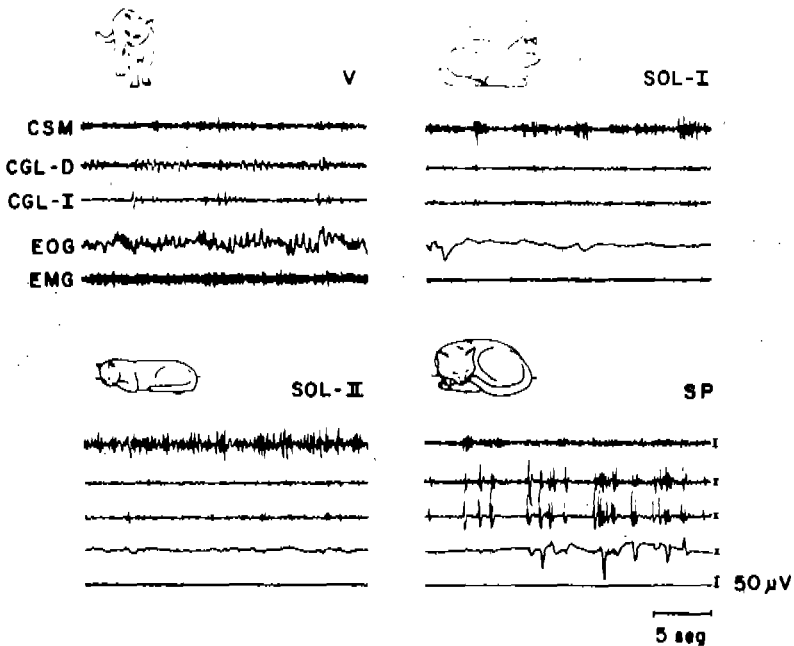 V
SOL-I
CSM
CGL-D
CGL-I
EOG
EMG
SOL-II
SP
50 µV
5 seg